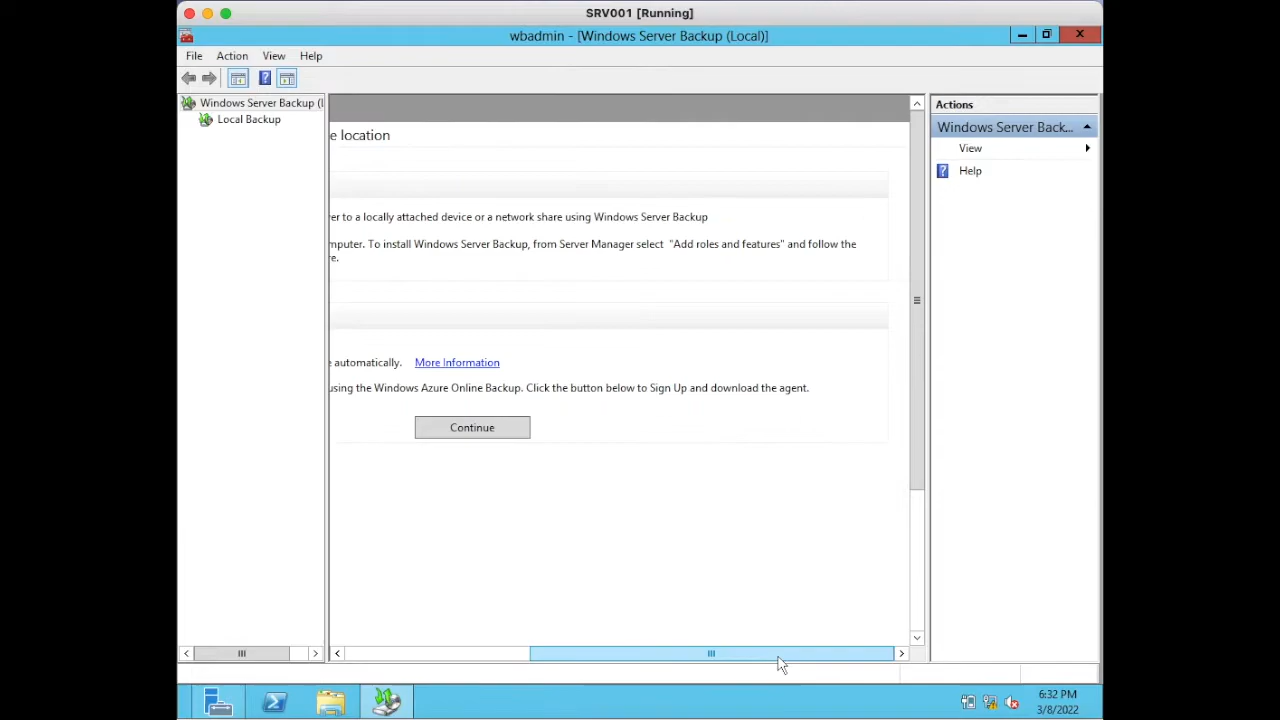 SRV001 [Running]
wbadmin - [Windows Server Backup (Local)]
File Action View Help
Windows Server Backup (L
Local Backup
e location
er to a locally attached device or a network share using Windows Server Backup
mputer. To install Windows Server Backup, from Server Manager select "Add roles and features" and follow the
re.
e automatically. More Information
using the Windows Azure Online Backup. Click the button below to Sign Up and download the agent.
Continue
Actions
Windows Server Back...
View
Help
6:32 PM
3/8/2022